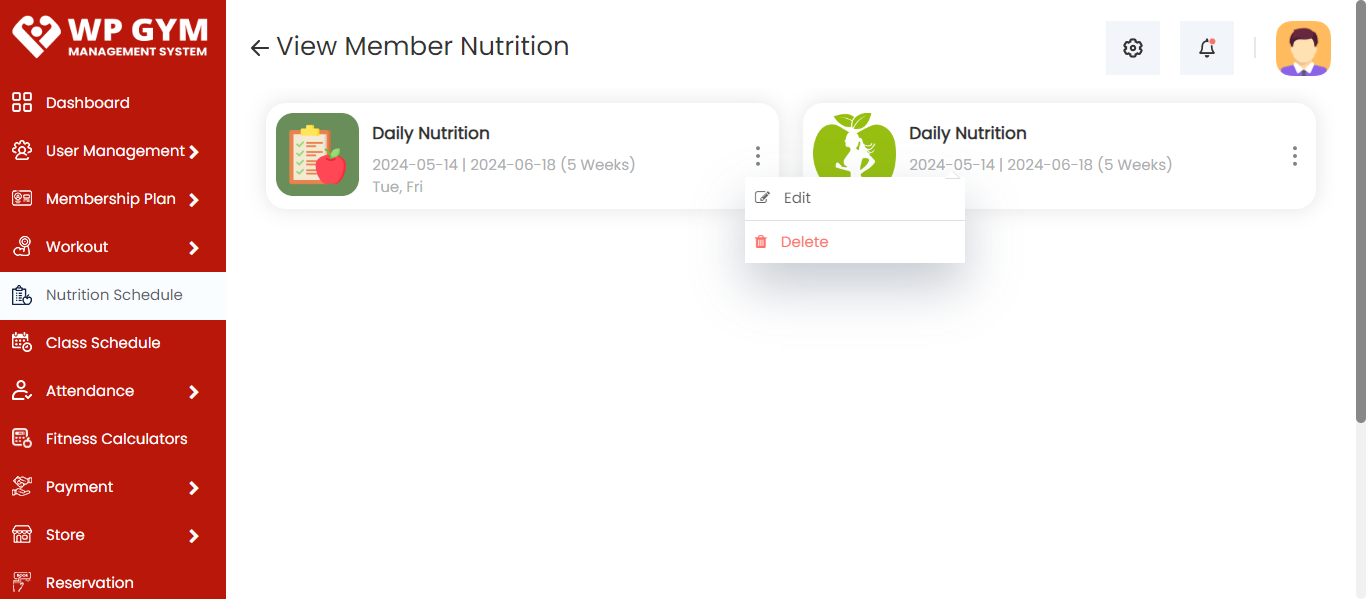 WP GYM
MANAGEMENT SYSTEM
Dashboard
User Management
Membership Plan
Workout
Nutrition Schedule
Class Schedule
Attendance
Fitness Calculators
Payment
Store
Reservation
View Member Nutrition
Daily Nutrition
2024-05-14 | 2024-06-18 (5 Weeks)
Tue, Fri
Daily Nutrition
2024-05-14 | 2024-06-18 (5 Weeks)
Edit
Delete